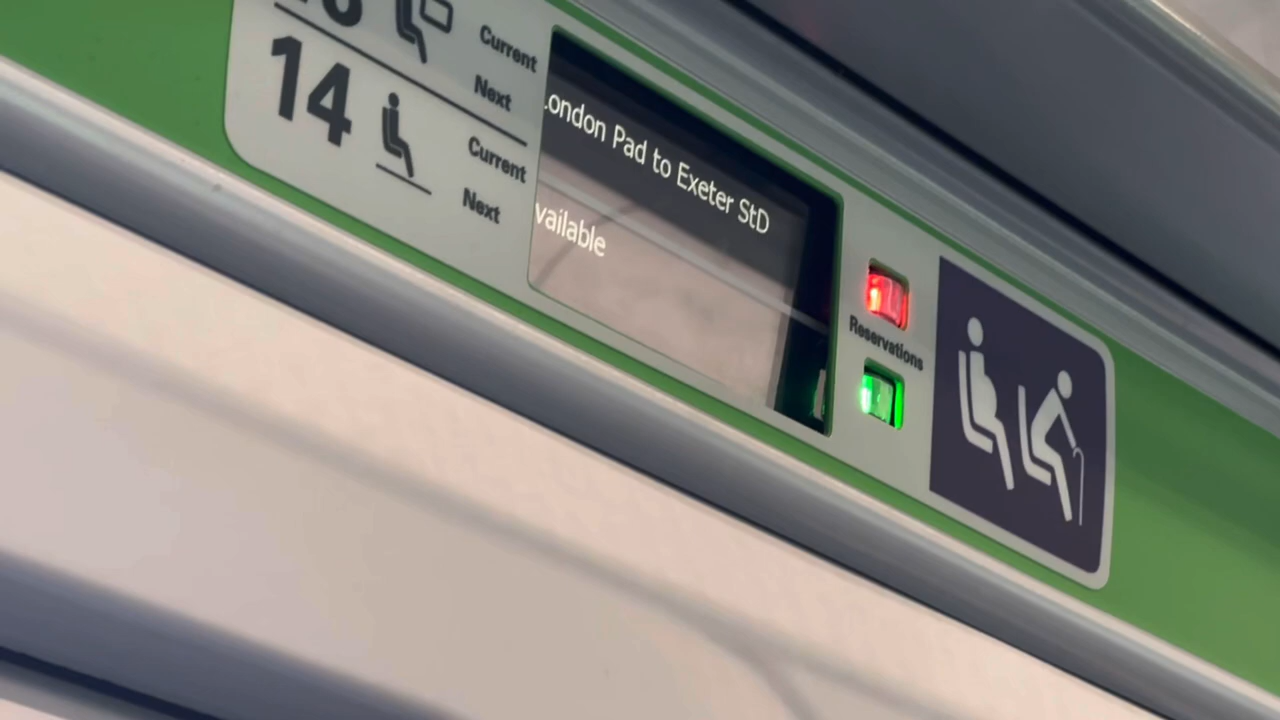 Current
Next
14
Current
Next
ondon Pad to Exeter StD
vailable
Reservations